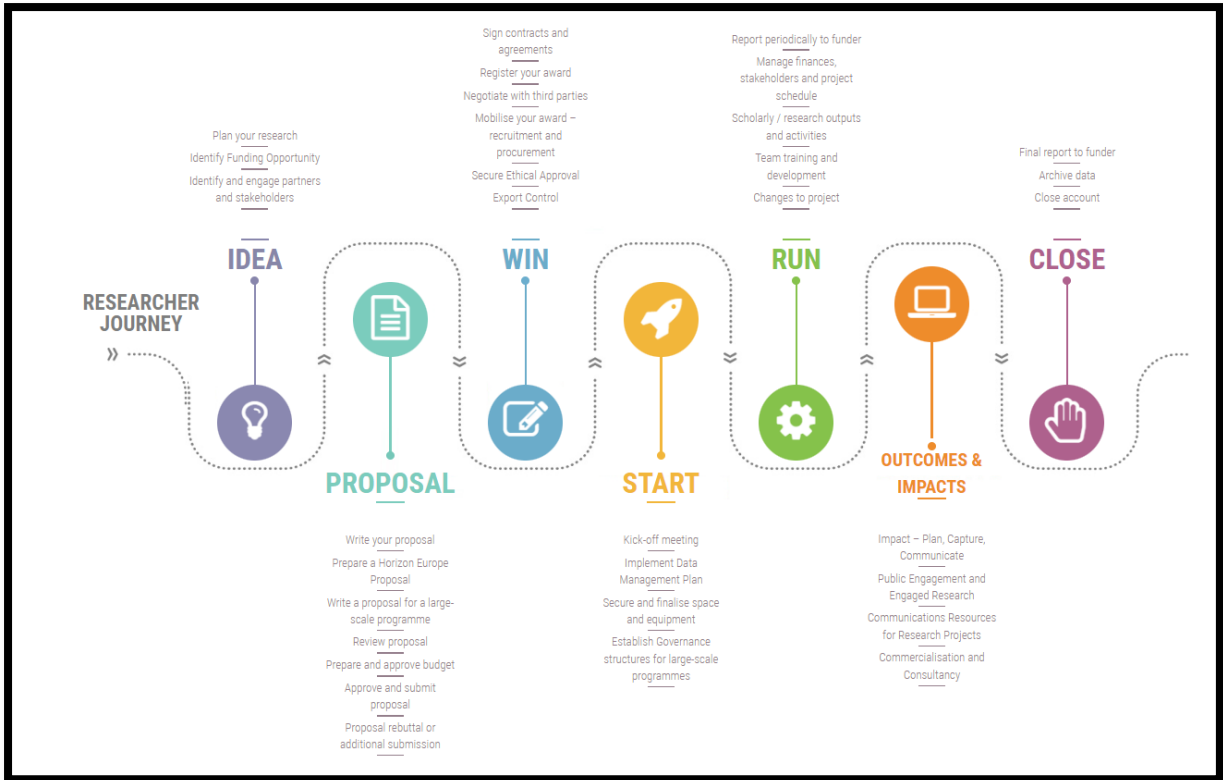 RESEARCHER
JOURNEY
Plan your research
Identify Funding Opportunity
Identify and engage partners
and stakeholders
IDEA
PROPOSAL
Write your proposal
Prepare a Horizon Europe
Proposal
Write a proposal for a large-
scale programme
Review proposal
Prepare and approve budget
Approve and submit
proposal
Proposal rebuttal or
additional submission
Sign contracts and
agreements
Register your award
Negotiate with third parties
Mobilise your award –
recruitment and
procurement
Secure Ethical Approval
Export Control
WIN
START
Kick-off meeting
Implement Data
Management Plan
Secure and finalise space
and equipment
Establish Governance
structures for large-scale
programmes
Report periodically to funder
Manage finances,
stakeholders and project
schedule
Scholarly / research outputs
and activities
Team training and
development
Changes to project
RUN
OUTCOMES &
IMPACTS
Impact – Plan, Capture,
Communicate
Public Engagement and
Engaged Research
Communications Resources
for Research Projects
Commercialisation and
Consultancy
Final report to funder
Archive data
Close account
CLOSE